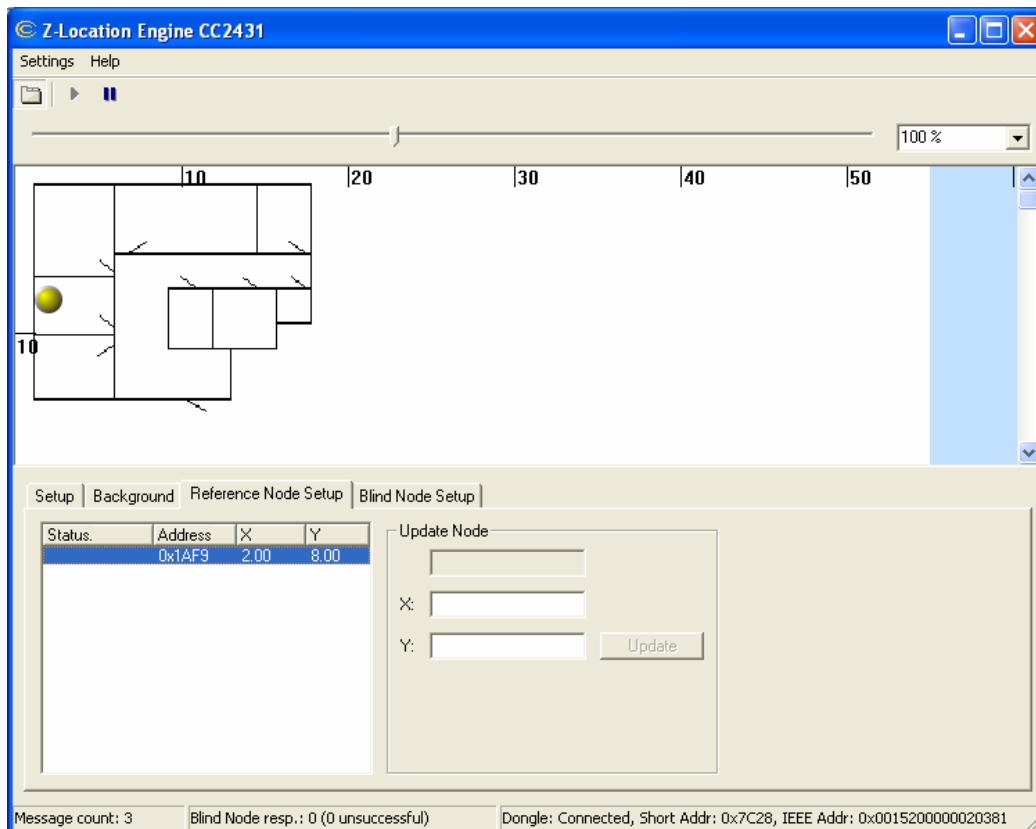 Z-Location Engine CC2431
Settings Help
100 %
10 20 30 40 50
10
Setup Background Reference Node Setup Blind Node Setup
Status. Address X Y
0x1AF9 2.00 8.00
Update Node
X:
Y:
Update
Message count: 3 Blind Node resp.: 0 (0 unsuccessful) Dongle: Connected, Short Addr: 0x7C28, IEEE Addr: 0x0015200000020381